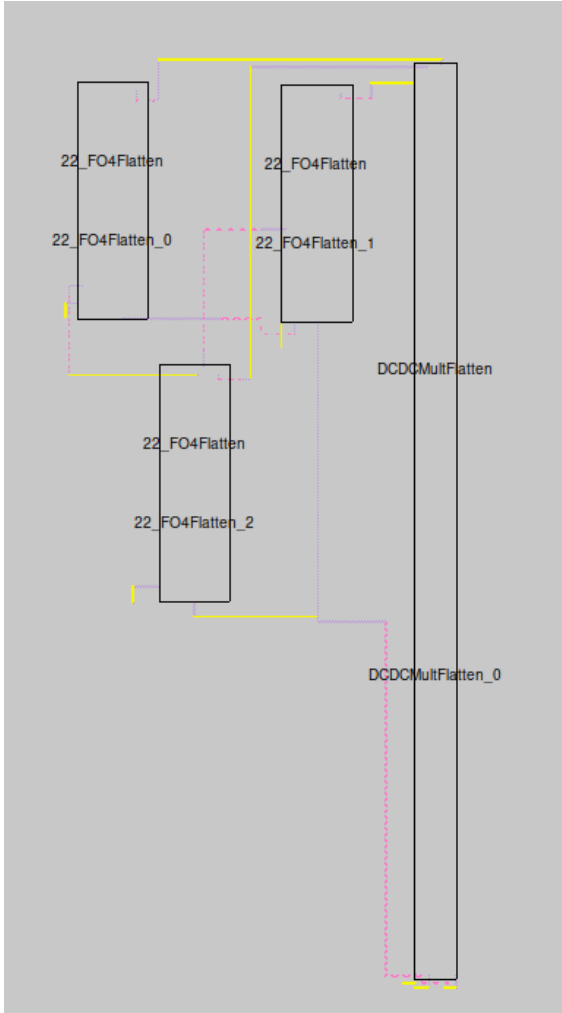 22_FO4Flatten
22_FO4Flatten_0
22_FO4Flatten
22_FO4Flatten_1
DCDCMultFlatten
22_FO4Flatten
22_FO4Flatten_2
DCDCMultFlatten_0